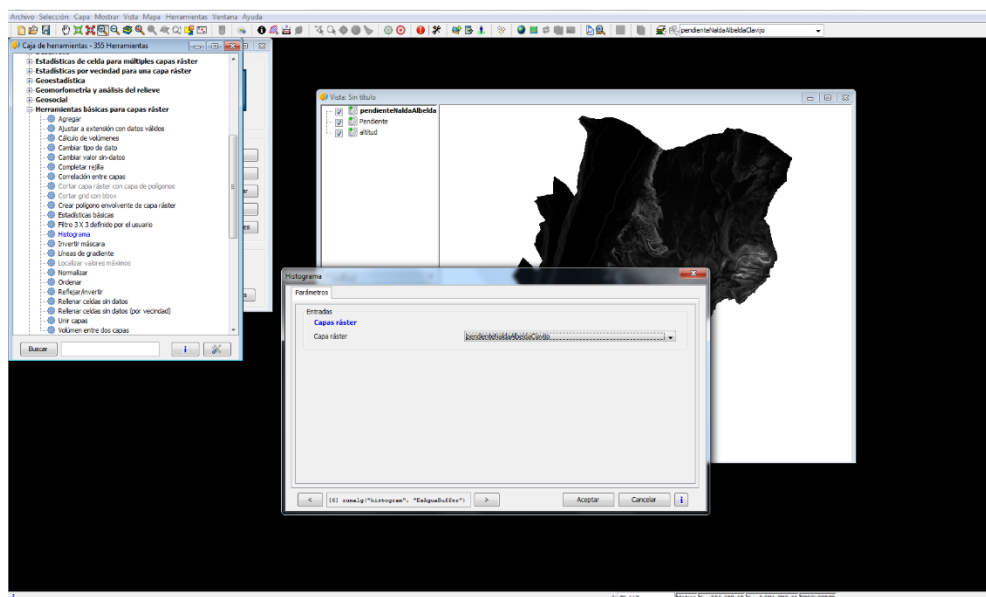 Archivo Selección Capa Mostrar Vista Mapa Herramientas Ventana Ayuda
pendienteNaldaAlbeldaClavijo
Caja de herramientas - 355 Herramientas
Estadísticas de celda para múltiples capas ráster
Estadísticas por vecindad para una capa ráster
Geoestadística
Geomorfometría y análisis del relieve
Geosocial
Herramientas básicas para capas ráster
Agregar
Ajustar a extensión con datos válidos
Cálculo de volúmenes
Cambiar tipo de dato
Cambiar valor sin-datos
Completar rejilla
Correlación entre capas
Cortar capa ráster con capa de polígonos
Cortar grid con bbox
Crear polígono envolvente de capa ráster
Estadísticas básicas
Filtro 3 X 3 definido por el usuario
Histograma
Invertir máscara
Líneas de gradiente
Localizar valores máximos
Normalizar
Ordenar
Reflejar/invertir
Rellenar celdas sin datos
Rellenar celdas sin datos (por vecindad)
Unir capas
Volúmen entre dos capas
Buscar
i
Vista: Sin título
pendienteNaldaAlbelda
Pendiente
altitud
Histograma
Parámetros
Entradas
Capas ráster
Capa ráster
pendienteNaldaAlbeldaClavijo
<
[0] runalg("histogram", "EnAguaBuffer")
>
Aceptar
Cancelar
i